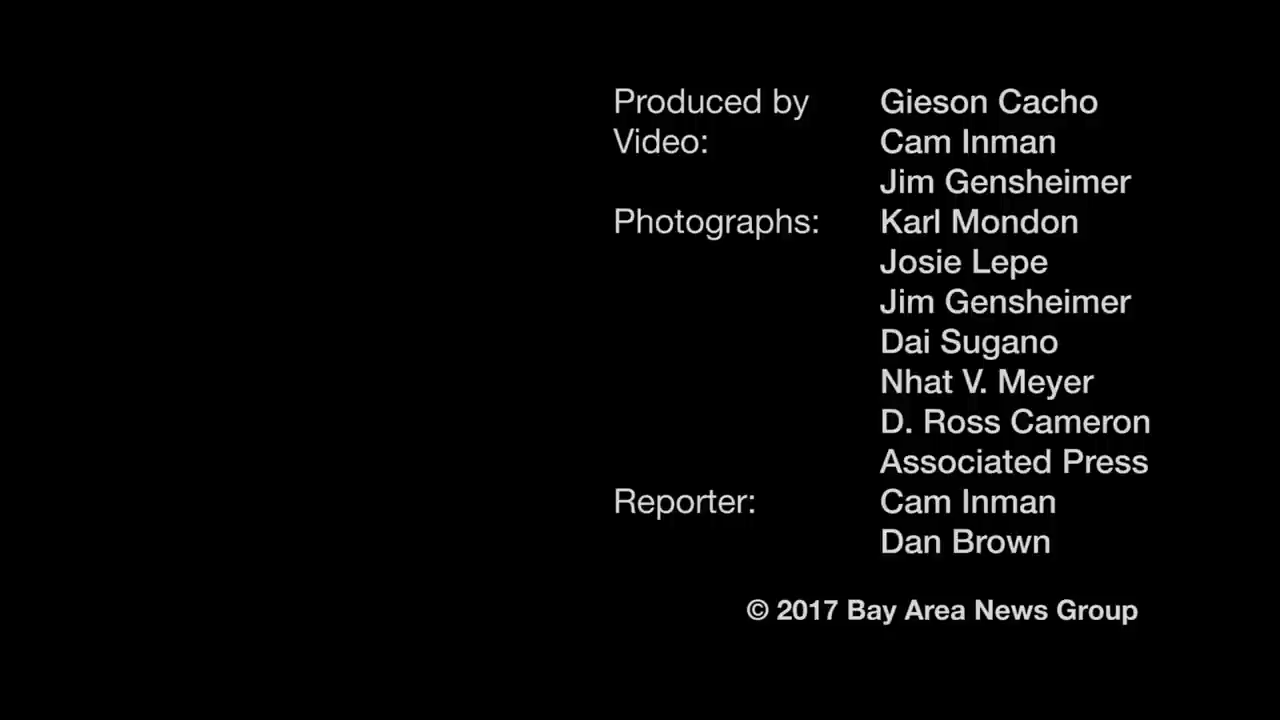 Produced by Gieson Cacho
Video: Cam Inman
Jim Gensheimer
Photographs: Karl Mondon
Josie Lepe
Jim Gensheimer
Dai Sugano
Nhat V. Meyer
D. Ross Cameron
Associated Press
Reporter: Cam Inman
Dan Brown
© 2017 Bay Area News Group